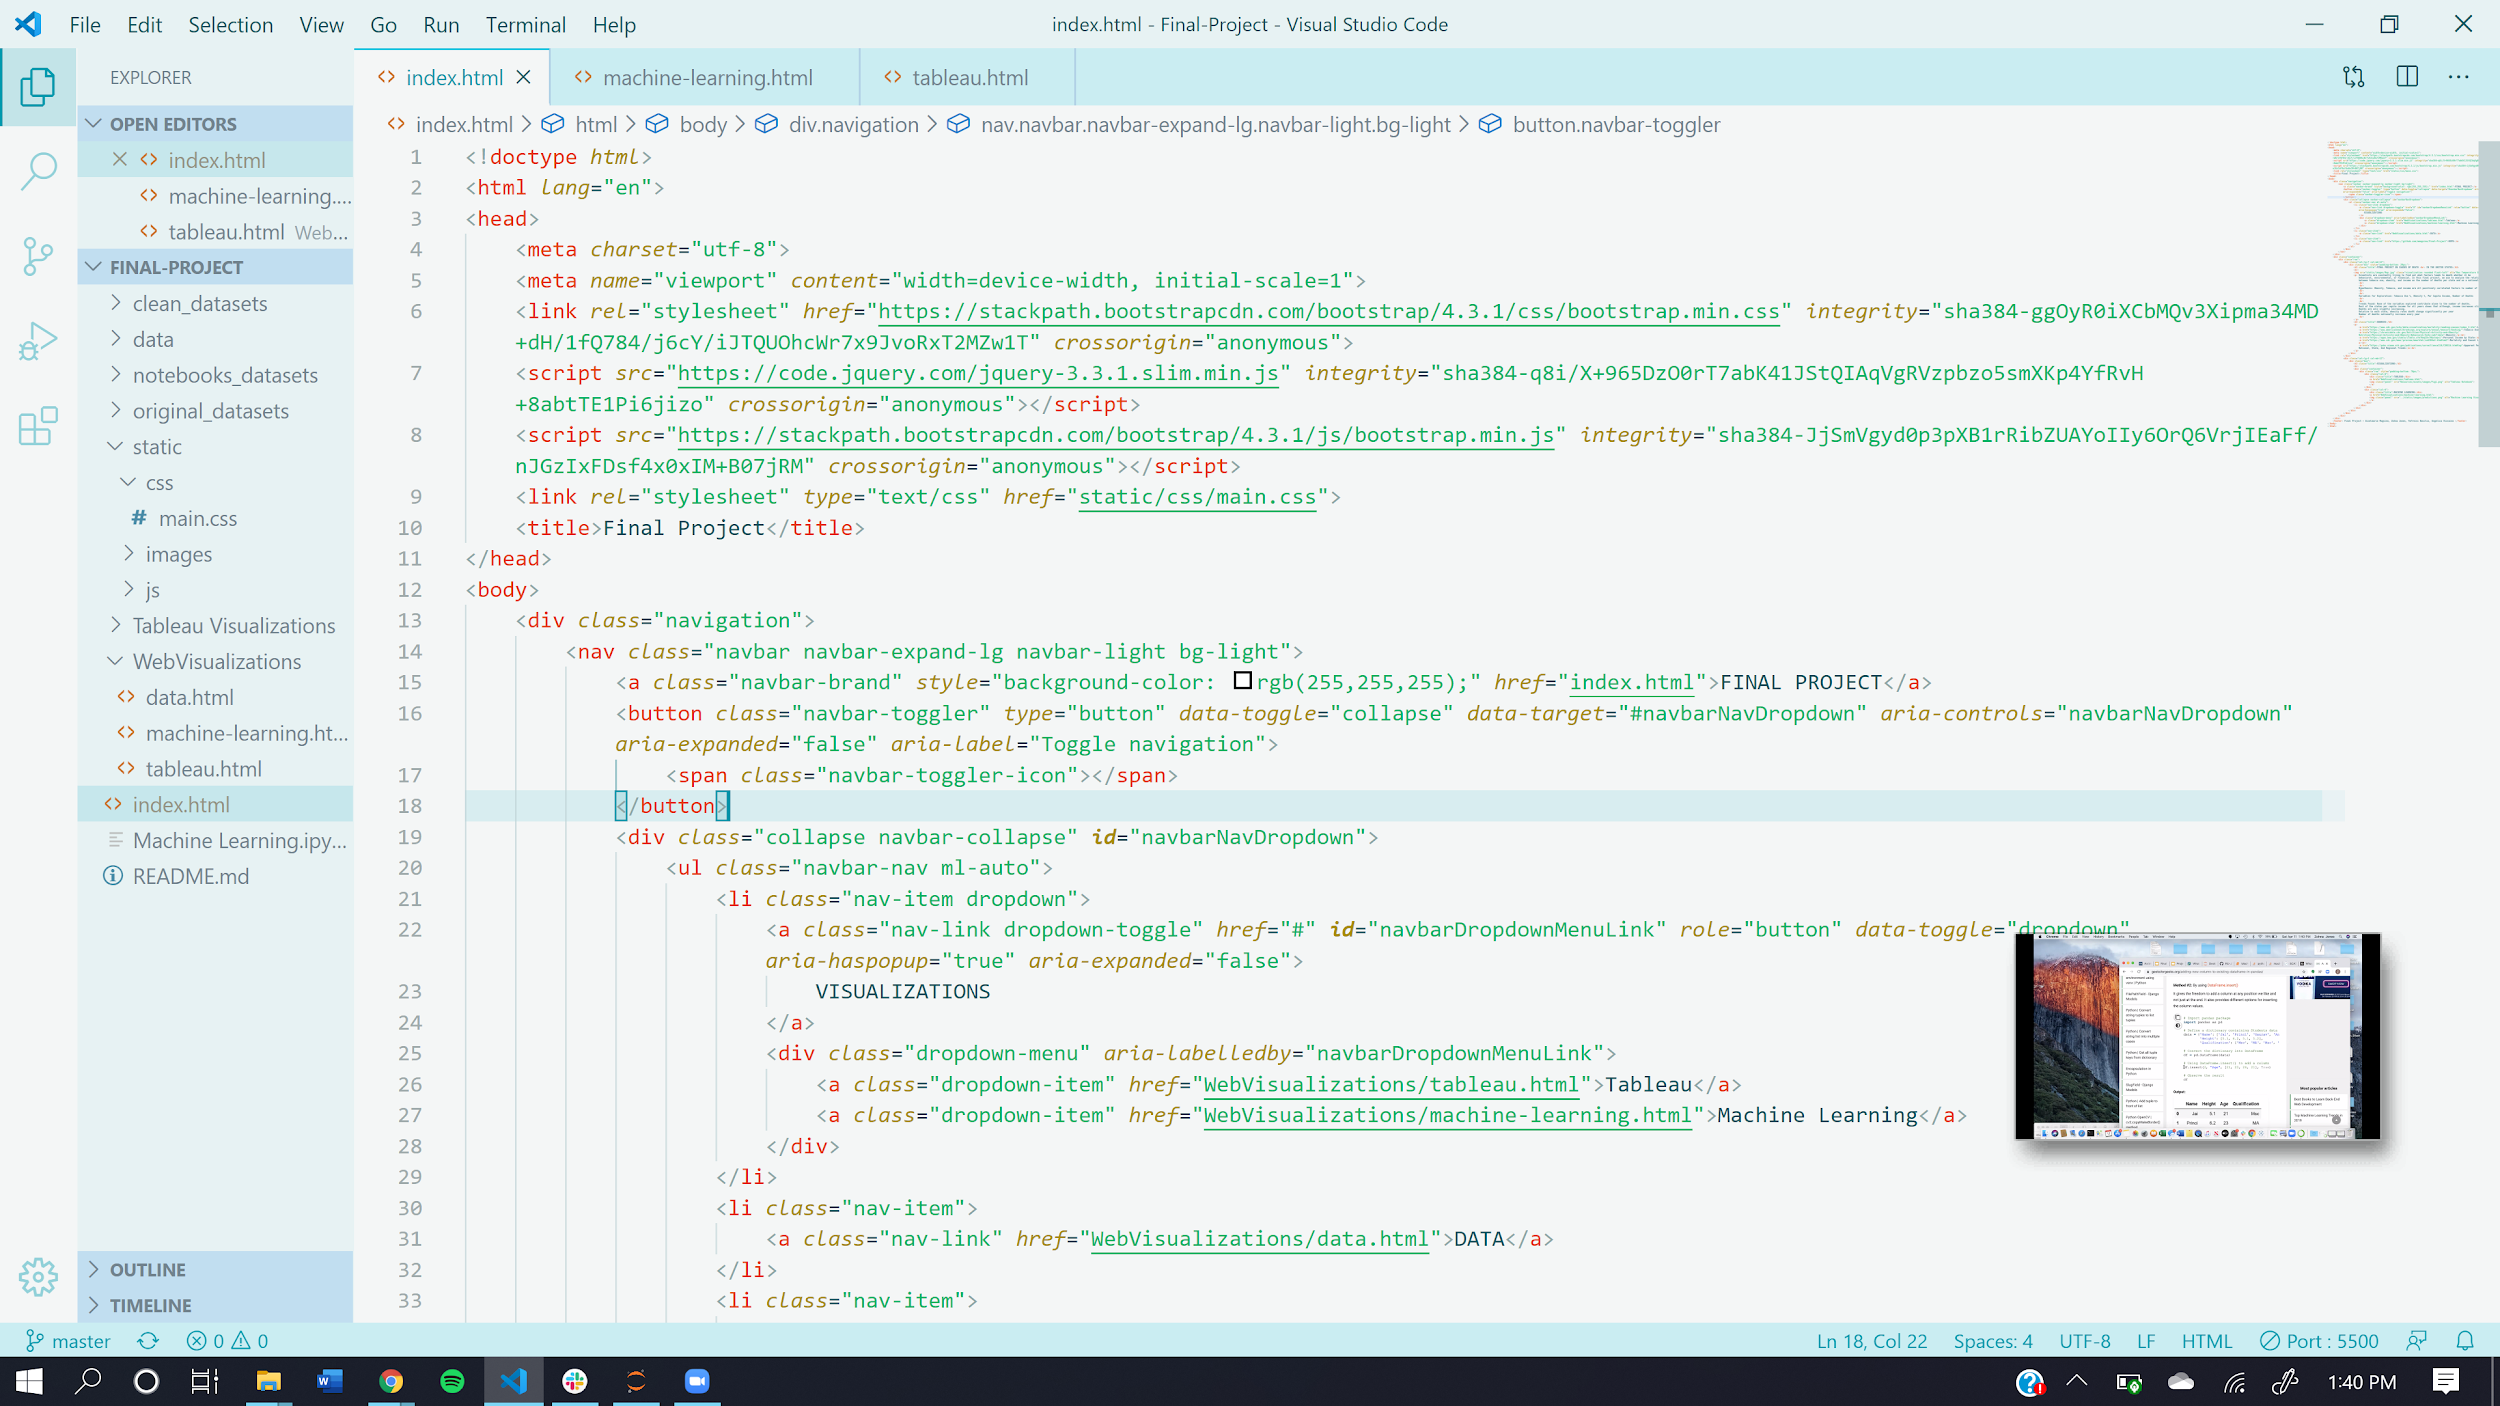 File Edit Selection View Go Run Terminal Help
index.html - Final-Project - Visual Studio Code
EXPLORER
OPEN EDITORS
index.html
machine-learning....
tableau.html Web...
FINAL-PROJECT
clean_datasets
data
notebooks_datasets
original_datasets
static
css
# main.css
images
js
Tableau Visualizations
WebVisualizations
data.html
machine-learning.ht...
tableau.html
index.html
Machine Learning.ipy...
README.md
OUTLINE
TIMELINE
index.html machine-learning.html tableau.html
index.html > html > body > div.navigation > nav.navbar.navbar-expand-lg.navbar-light.bg-light > button.navbar-toggler
1 <!doctype html>
2 <html lang="en">
3 <head>
4 <meta charset="utf-8">
5 <meta name="viewport" content="width=device-width, initial-scale=1">
6 <link rel="stylesheet" href="https://stackpath.bootstrapcdn.com/bootstrap/4.3.1/css/bootstrap.min.css" integrity="sha384-ggOyR0iXCbMQv3Xipma34MD
+dH/1fQ784/j6cY/iJTQUOhcWr7x9JvoRxT2MZw1T" crossorigin="anonymous">
7 <script src="https://code.jquery.com/jquery-3.3.1.slim.min.js" integrity="sha384-q8i/X+965DzO0rT7abK41JStQIAqVgRVzpbzo5smXKp4YfRvH
+8abtTE1Pi6jizo" crossorigin="anonymous"></script>
8 <script src="https://stackpath.bootstrapcdn.com/bootstrap/4.3.1/js/bootstrap.min.js" integrity="sha384-JjSmVgyd0p3pXB1rRibZUAYoIIy6OrQ6VrjIEaFf/
nJGzIxFDsf4x0xIM+B07jRM" crossorigin="anonymous"></script>
9 <link rel="stylesheet" type="text/css" href="static/css/main.css">
10 <title>Final Project</title>
11 </head>
12 <body>
13 <div class="navigation">
14 <nav class="navbar navbar-expand-lg navbar-light bg-light">
15 <a class="navbar-brand" style="background-color: rgb(255,255,255);" href="index.html">FINAL PROJECT</a>
16 <button class="navbar-toggler" type="button" data-toggle="collapse" data-target="#navbarNavDropdown" aria-controls="navbarNavDropdown"
aria-expanded="false" aria-label="Toggle navigation">
17 <span class="navbar-toggler-icon"></span>
18 </button>
19 <div class="collapse navbar-collapse" id="navbarNavDropdown">
20 <ul class="navbar-nav ml-auto">
21 <li class="nav-item dropdown">
22 <a class="nav-link dropdown-toggle" href="#" id="navbarDropdownMenuLink" role="button" data-toggle="dropdown"
aria-haspopup="true" aria-expanded="false">
23 VISUALIZATIONS
24 </a>
25 <div class="dropdown-menu" aria-labelledby="navbarDropdownMenuLink">
26 <a class="dropdown-item" href="WebVisualizations/tableau.html">Tableau</a>
27 <a class="dropdown-item" href="WebVisualizations/machine-learning.html">Machine Learning</a>
28 </div>
29 </li>
30 <li class="nav-item">
31 <a class="nav-link" href="WebVisualizations/data.html">DATA</a>
32 </li>
33 <li class="nav-item">
master 0 0
Ln 18, Col 22 Spaces: 4 UTF-8 LF HTML Port : 5500
1:40 PM